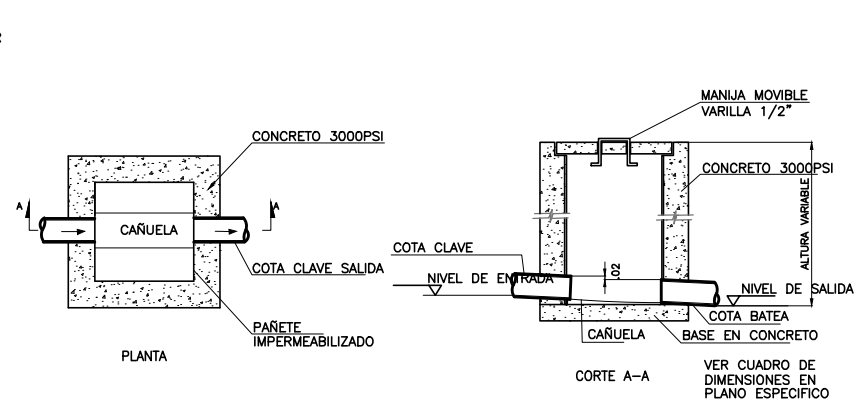 CONCRETO 3000PSI
A
A
CAÑUELA
COTA CLAVE SALIDA
PAÑETE
IMPERMEABILIZADO
PLANTA
MANIJA MOVIBLE
VARILLA 1/2"
CONCRETO 3000PSI
ALTURA VARIABLE
COTA CLAVE
.02
NIVEL DE ENTRADA
NIVEL DE SALIDA
COTA BATEA
CAÑUELA
BASE EN CONCRETO
CORTE A-A
VER CUADRO DE
DIMENSIONES EN
PLANO ESPECIFICO